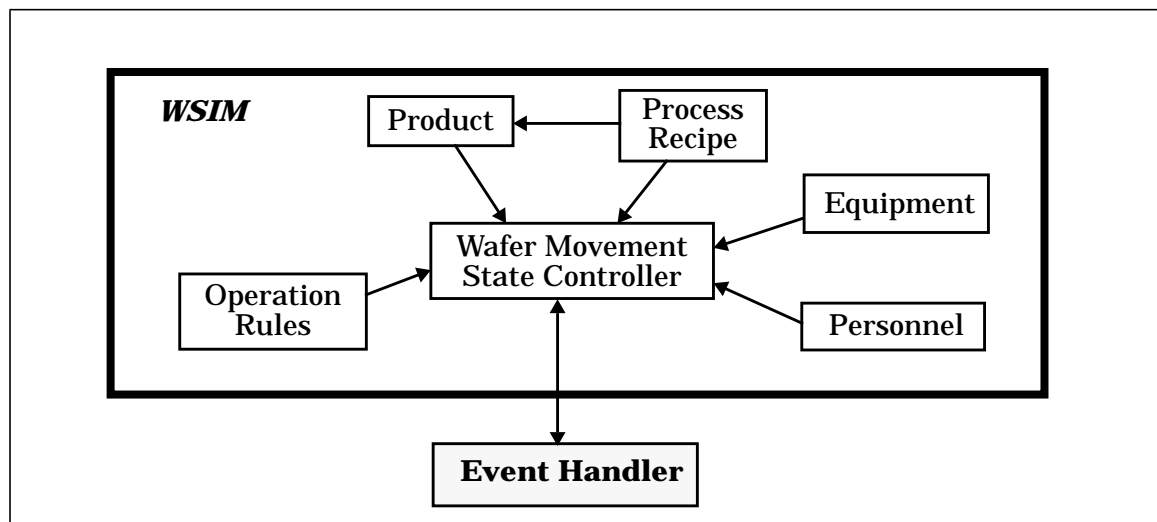 WSIM
Product
Process
Recipe
Equipment
Wafer Movement
State Controller
Operation
Rules
Personnel
Event Handler